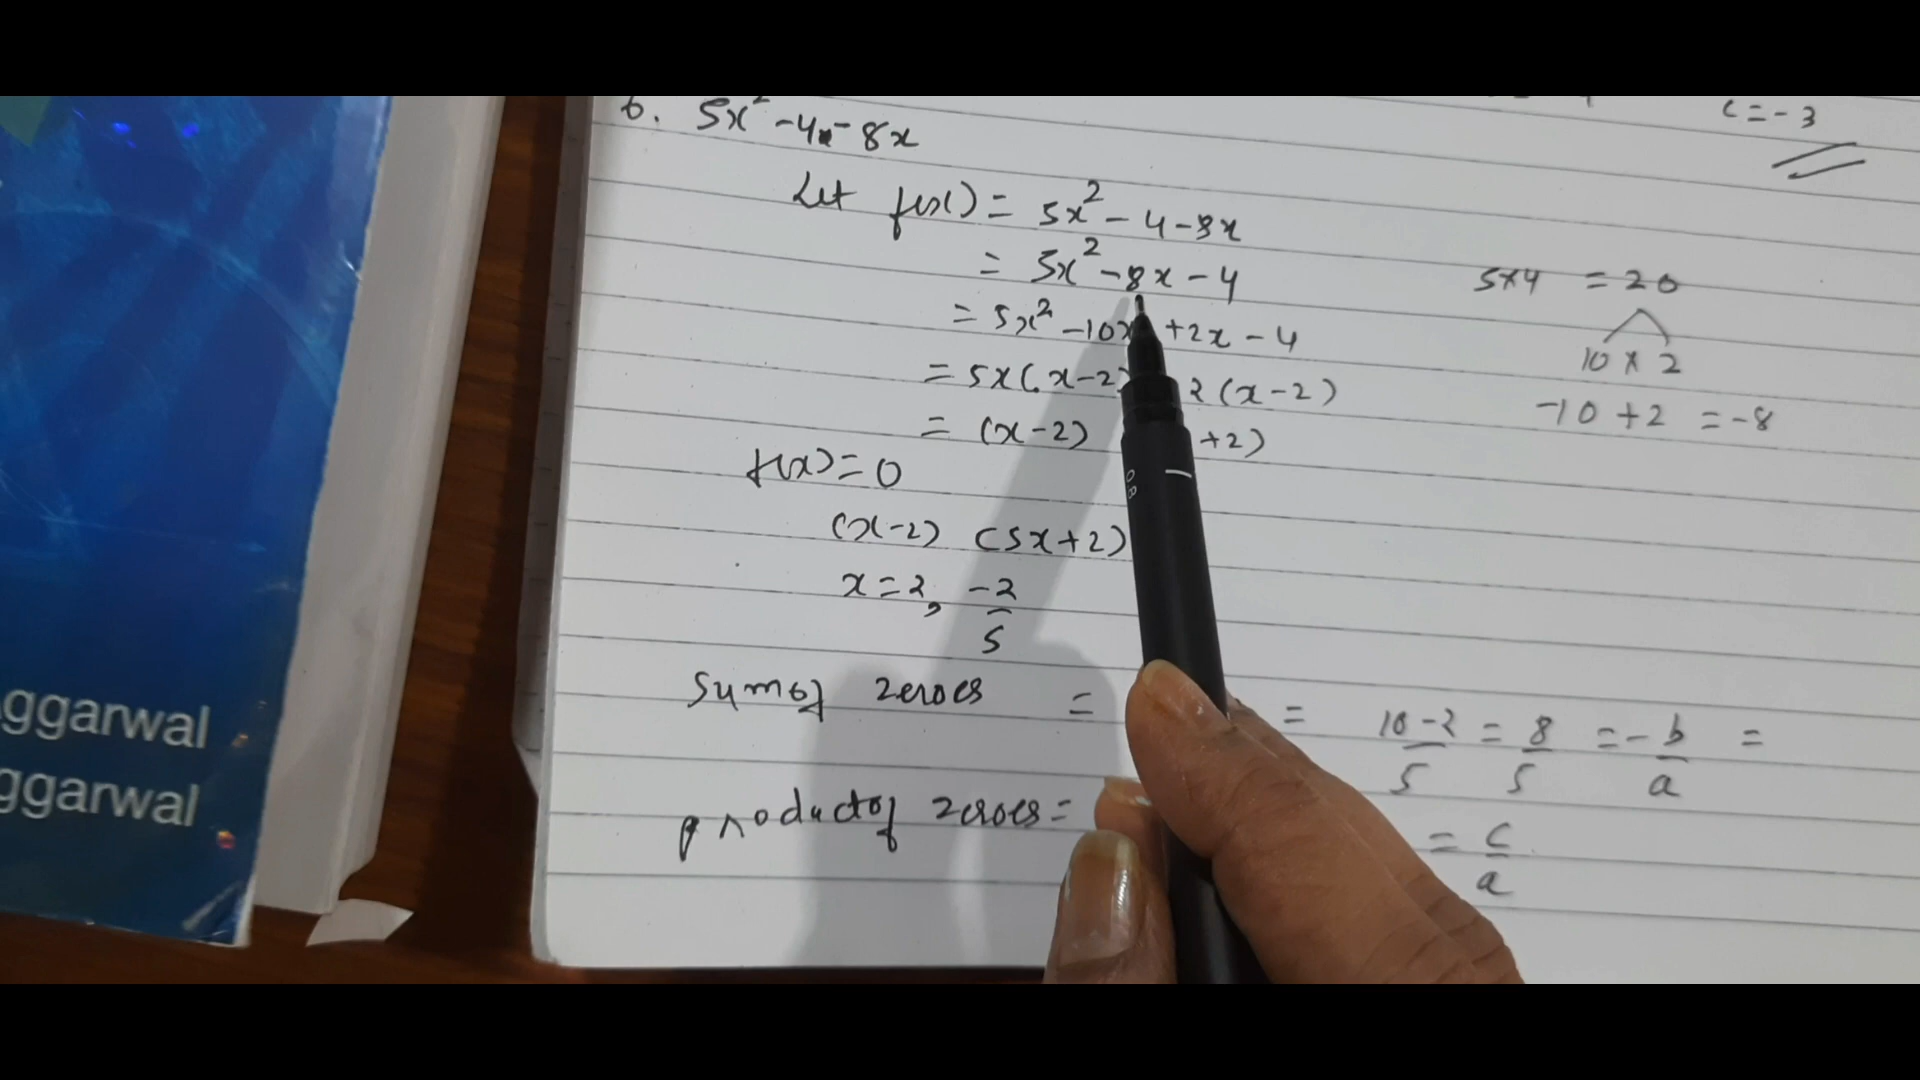 c = -3
6. 5x² - 4 - 8x
Let f(x) = 5x² - 4 - 8x
= 5x² - 8x - 4
= 5x² - 10x + 2x - 4
= 5x(x-2) 2(x-2)
= (x-2) +2)
f(x) = 0
(x-2) (5x+2)
x = 2, -2/5
Sum of zeroes = = 10-2/5 = 8/5 = -b/a =
product of zeroes = = c/a
5×4 = 20
10 × 2
-10 + 2 = -8
ggarwal
ggarwal
08